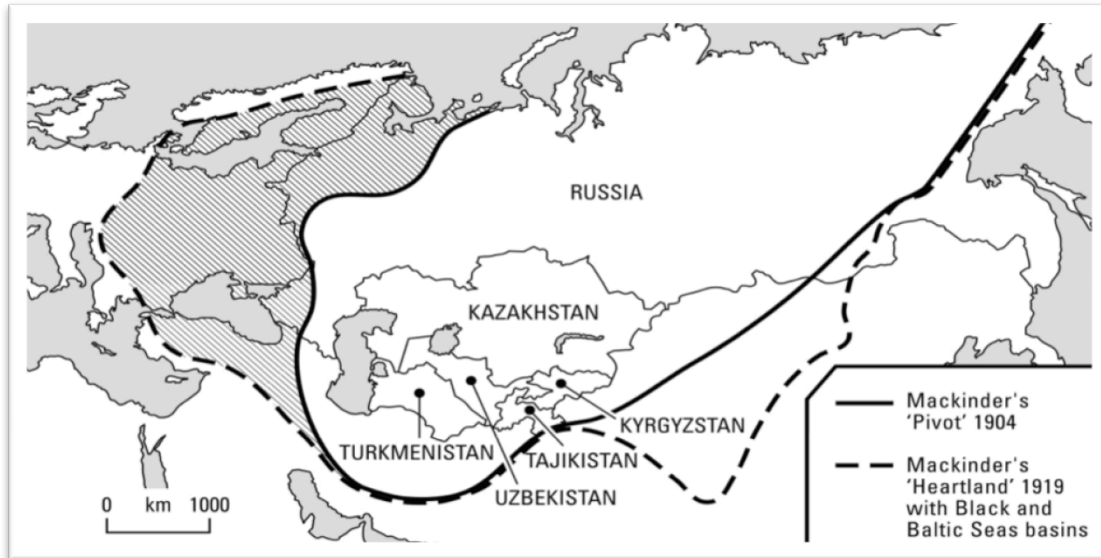 RUSSIA
KAZAKHSTAN
KYRGYZSTAN
TURKMENISTAN
TAJIKISTAN
UZBEKISTAN
0 km 1000
Mackinder's
'Pivot' 1904
Mackinder's
'Heartland' 1919
with Black and
Baltic Seas basins